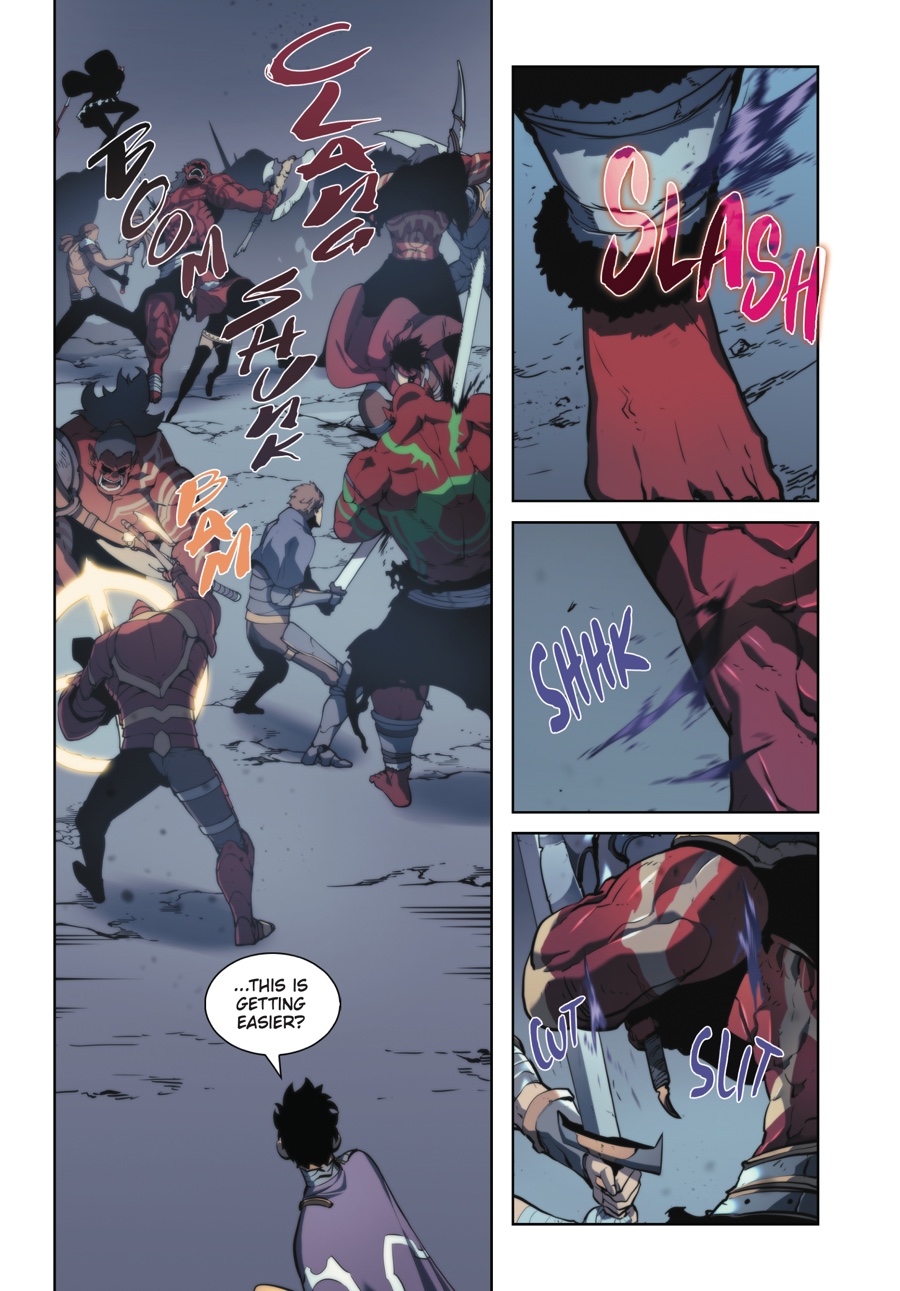 CLANG
BOOM
SHUNK
BAM
...THIS IS
GETTING
EASIER?
SLASH
SHHK
CUT
SLIT